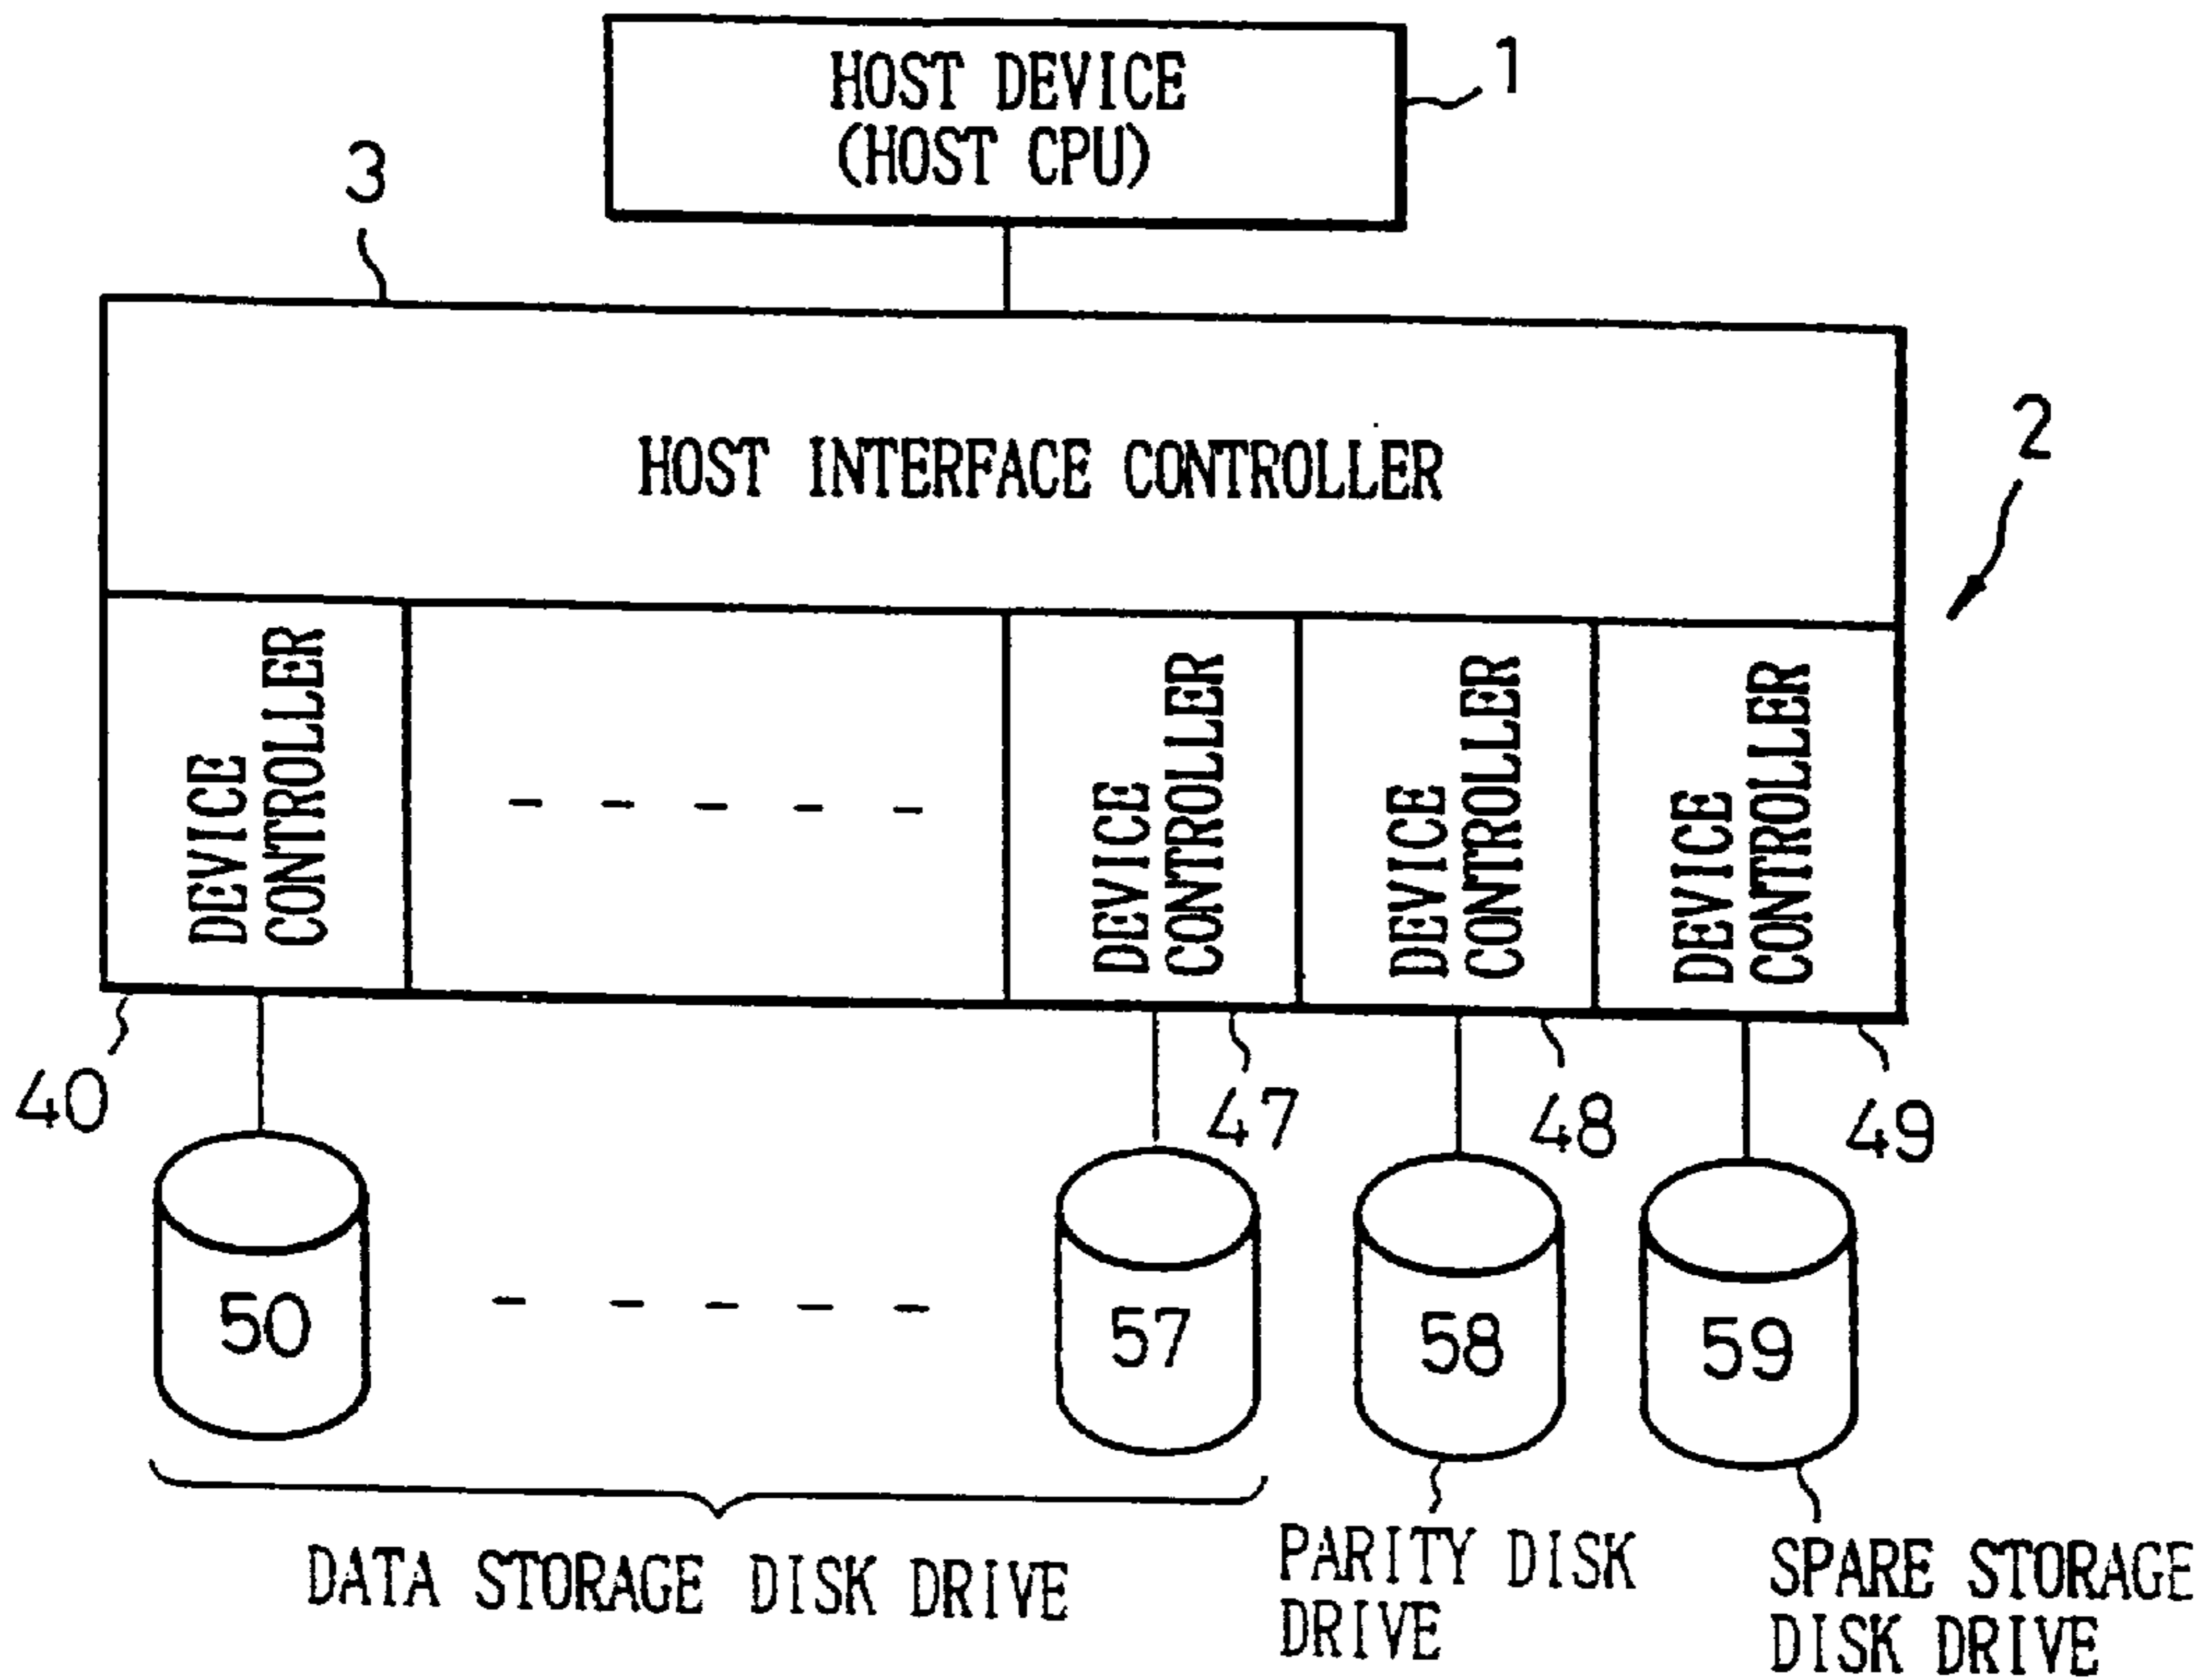 HOST DEVICE
(HOST CPU)
1
3
HOST INTERFACE CONTROLLER
2
DEVICE
CONTROLLER
- - - - -
DEVICE
CONTROLLER
DEVICE
CONTROLLER
DEVICE
CONTROLLER
40
47
48
49
50
- - - - -
57
58
59
DATA STORAGE DISK DRIVE
PARITY DISK
DRIVE
SPARE STORAGE
DISK DRIVE